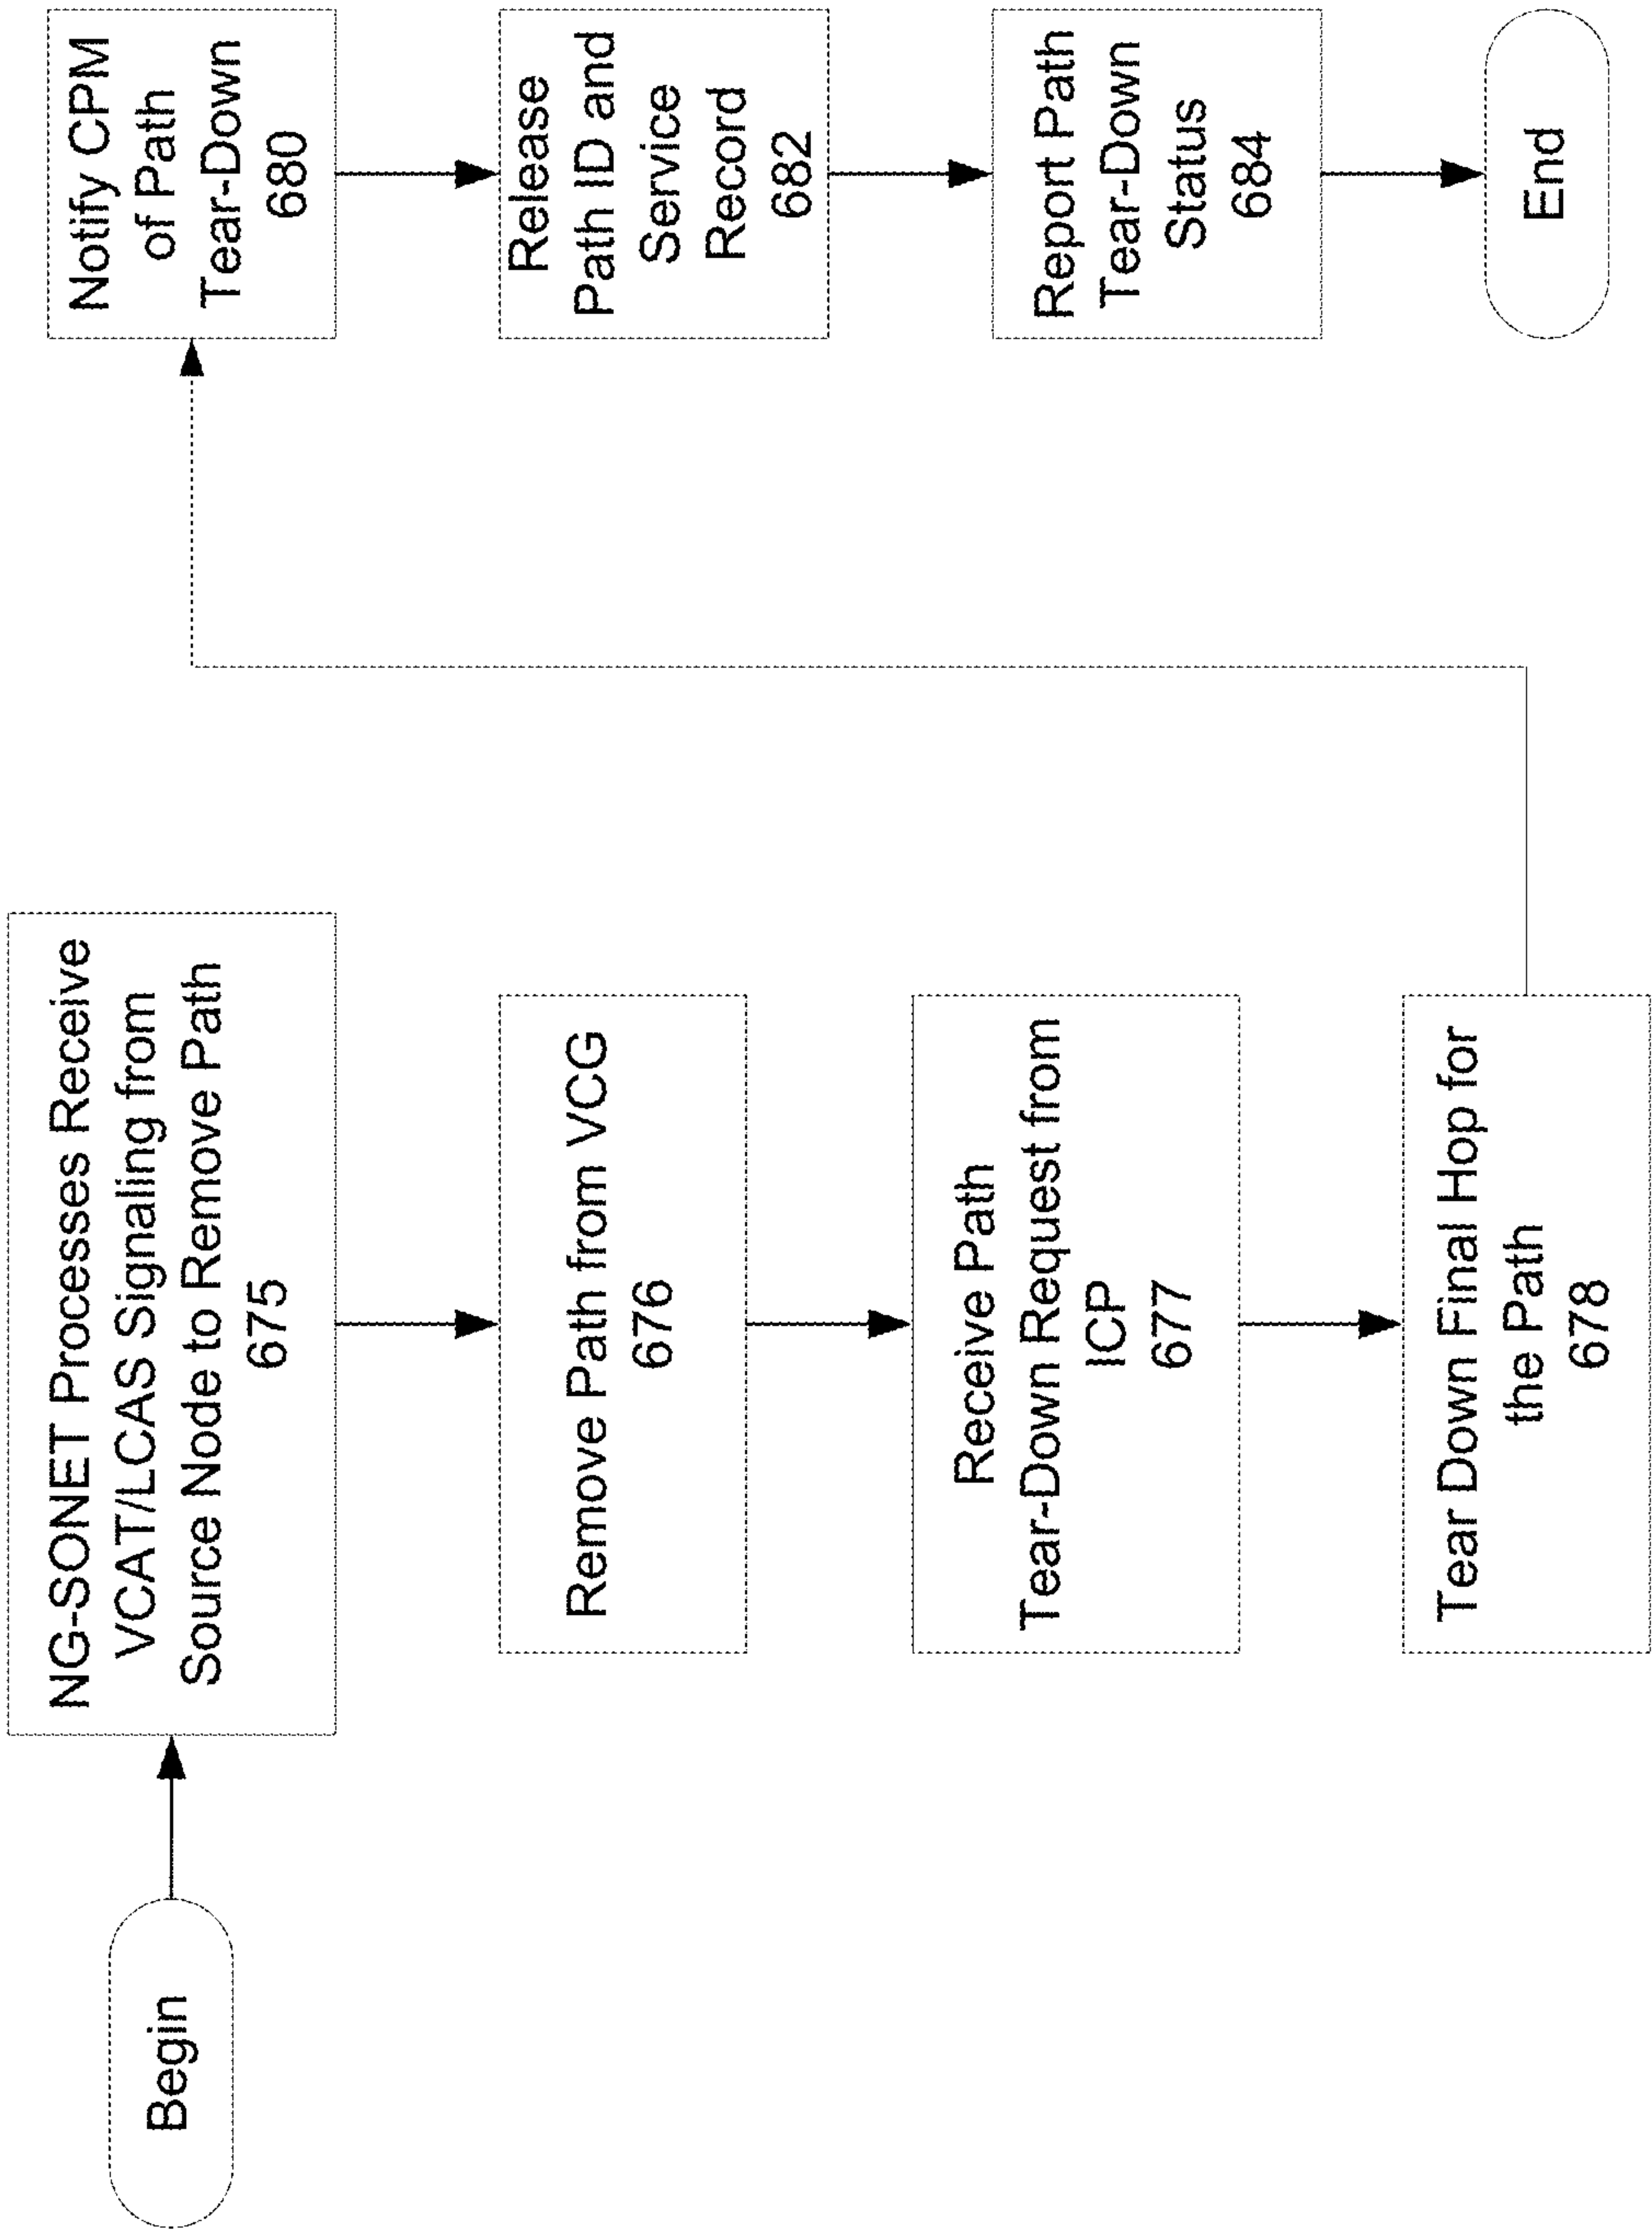 Begin
NG-SONET Processes Receive
VCAT/LCAS Signaling from
Source Node to Remove Path
675
Remove Path from VCG
676
Receive Path
Tear-Down Request from
ICP
677
Tear Down Final Hop for
the Path
678
Notify CPM
of Path
Tear-Down
680
Release
Path ID and
Service
Record
682
Report Path
Tear-Down
Status
684
End